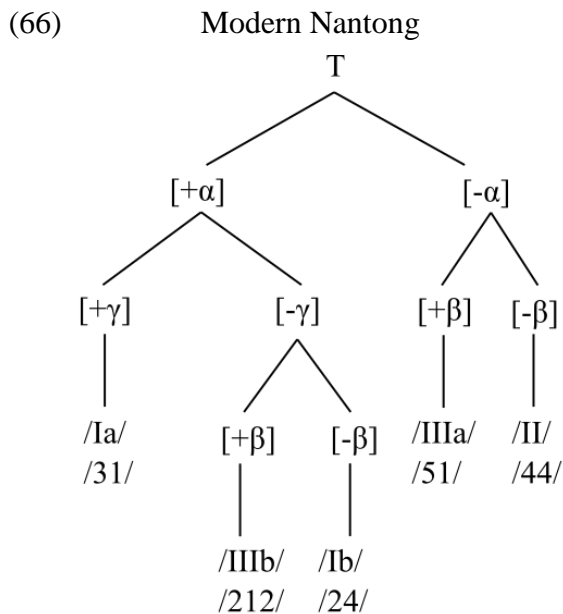 (66) Modern Nantong
T
[+α] [-α]
[+γ] [-γ] [+β] [-β]
/Ia/ [+β] [-β] /IIIa/ /II/
/31/ /51/ /44/
/IIIb/ /Ib/
/212/ /24/